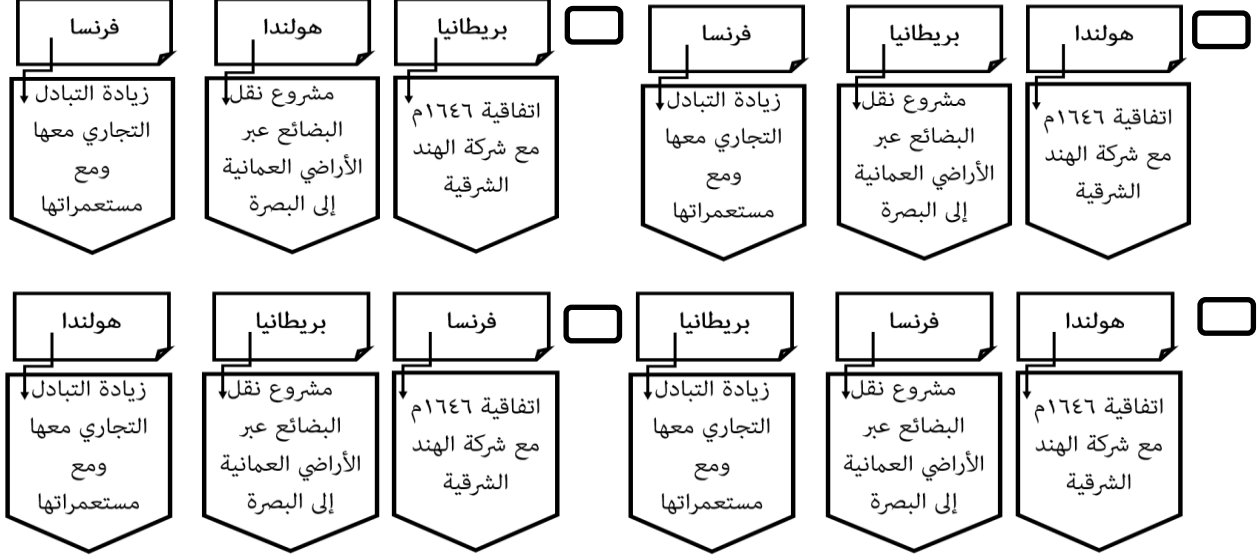 هولندا
اتفاقية ١٦٤٦م
مع شركة الهند
الشرقية
بريطانيا
مشروع نقل
البضائع عبر
الأراضي العمانية
إلى البصرة
فرنسا
زيادة التبادل
التجاري معها
ومع
مستعمراتها
بريطانيا
اتفاقية ١٦٤٦م
مع شركة الهند
الشرقية
هولندا
مشروع نقل
البضائع عبر
الأراضي العمانية
إلى البصرة
فرنسا
زيادة التبادل
التجاري معها
ومع
مستعمراتها
هولندا
اتفاقية ١٦٤٦م
مع شركة الهند
الشرقية
فرنسا
مشروع نقل
البضائع عبر
الأراضي العمانية
إلى البصرة
بريطانيا
زيادة التبادل
التجاري معها
ومع
مستعمراتها
فرنسا
اتفاقية ١٦٤٦م
مع شركة الهند
الشرقية
بريطانيا
مشروع نقل
البضائع عبر
الأراضي العمانية
إلى البصرة
هولندا
زيادة التبادل
التجاري معها
ومع
مستعمراتها